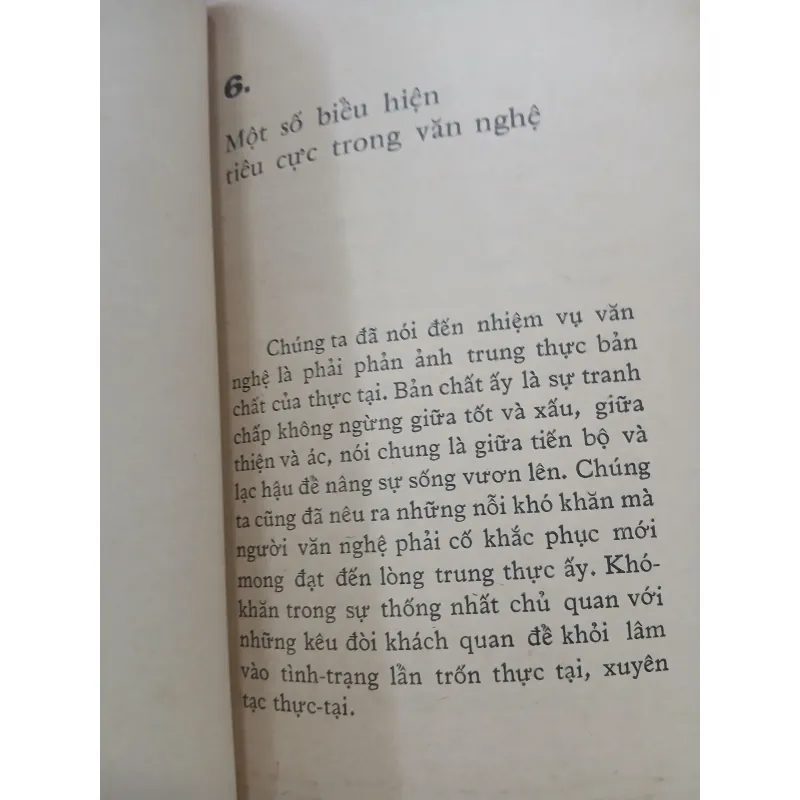 6.
Một số biểu hiện
tiêu cực trong văn nghệ
Chúng ta đã nói đến nhiệm vụ văn
nghệ là phải phản ảnh trung thực bản
chất của thực tại. Bản chất ấy là sự tranh
chấp không ngừng giữa tốt và xấu, giữa
thiện và ác, nói chung là giữa tiến bộ và
lạc hậu để nâng sự sống vươn lên. Chúng
ta cũng đã nêu ra những nỗi khó khăn mà
người văn nghệ phải cố khắc phục mới
mong đạt đến lòng trung thực ấy. Khó-
khăn trong sự thống nhất chủ quan với
những kêu đòi khách quan để khỏi lâm
vào tình-trạng lẩn trốn thực tại, xuyên
tạc thực-tại.